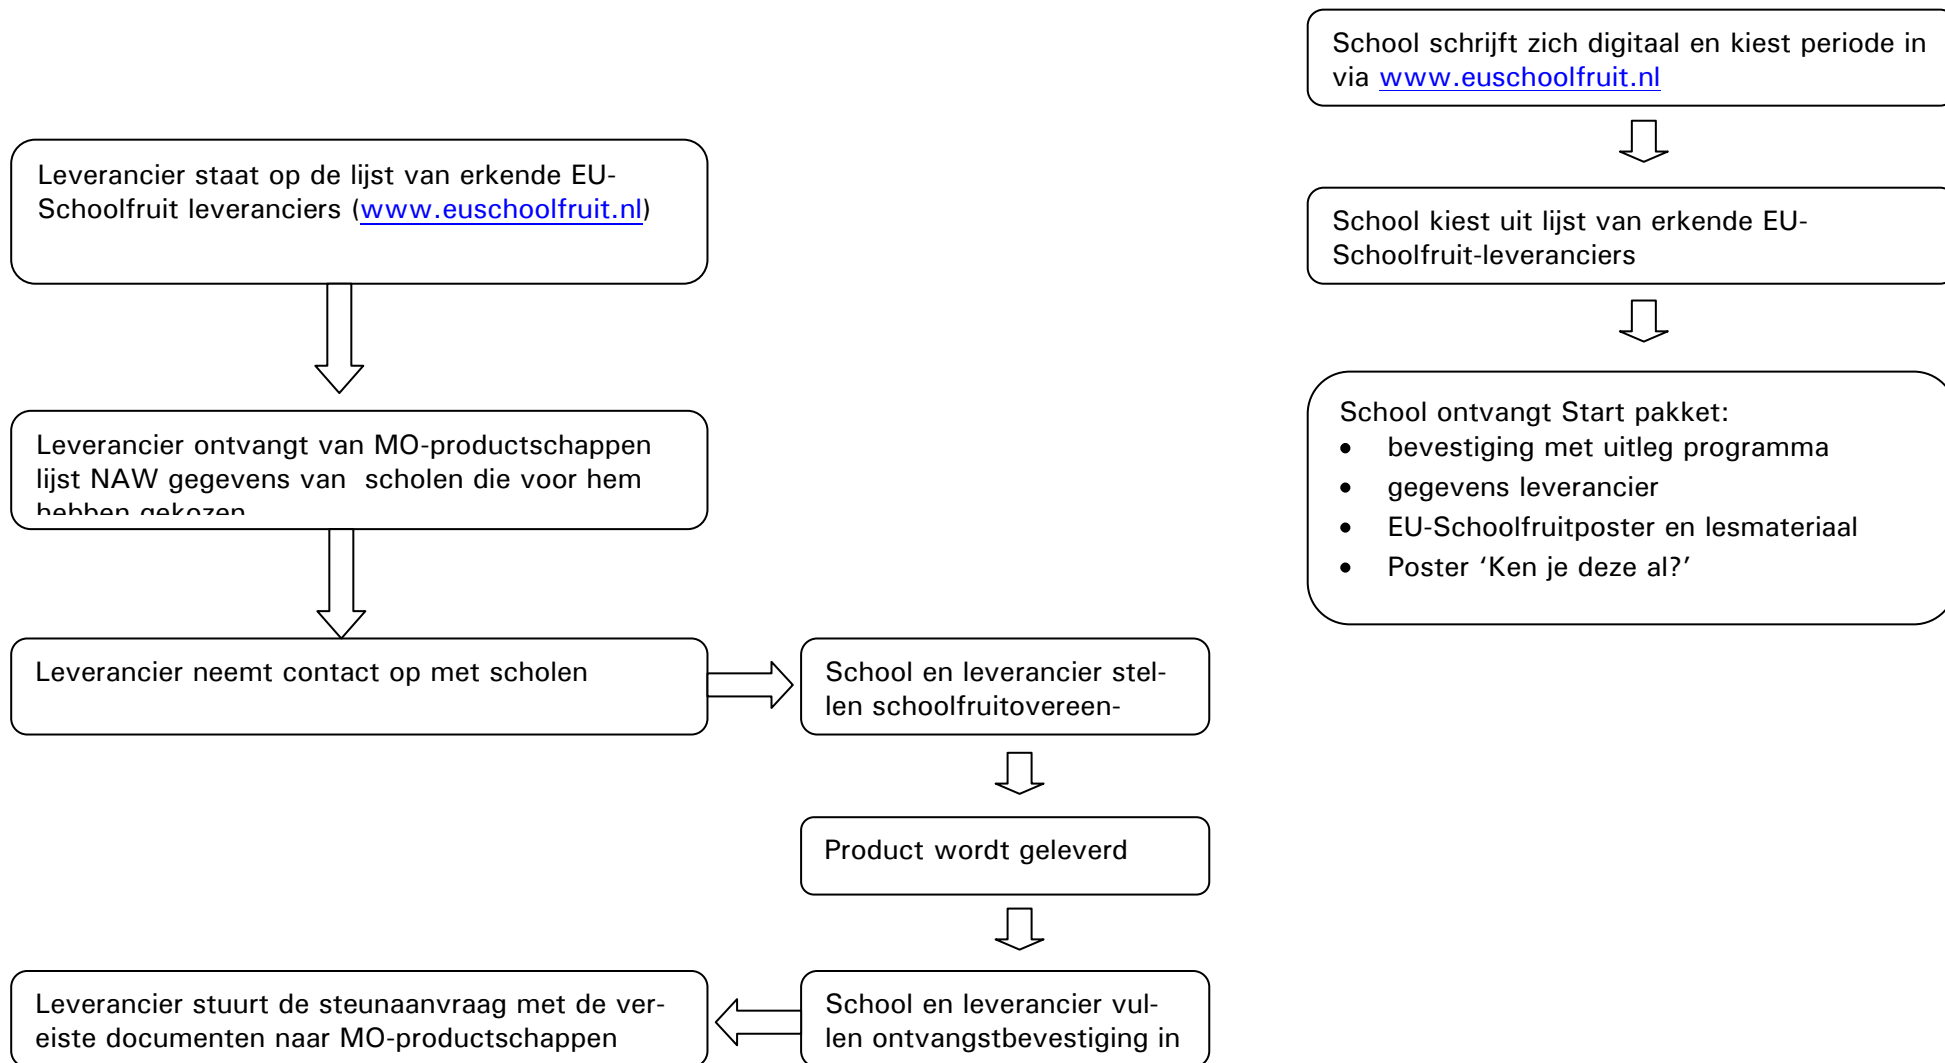 School schrijft zich digitaal en kiest periode in
via www.euschoolfruit.nl
Leverancier staat op de lijst van erkende EU-
Schoolfruit leveranciers (www.euschoolfruit.nl)
School kiest uit lijst van erkende EU-
Schoolfruit-leveranciers
School ontvangt Start pakket:
• bevestiging met uitleg programma
• gegevens leverancier
• EU-Schoolfruitposter en lesmateriaal
• Poster ‘Ken je deze al?’
Leverancier ontvangt van MO-productschappen
lijst NAW gegevens van  scholen die voor hem
hebben gekozen
Leverancier neemt contact op met scholen
School en leverancier stel-
len schoolfruitovereen-
Product wordt geleverd
School en leverancier vul-
len ontvangstbevestiging in
Leverancier stuurt de steunaanvraag met de ver-
eiste documenten naar MO-productschappen